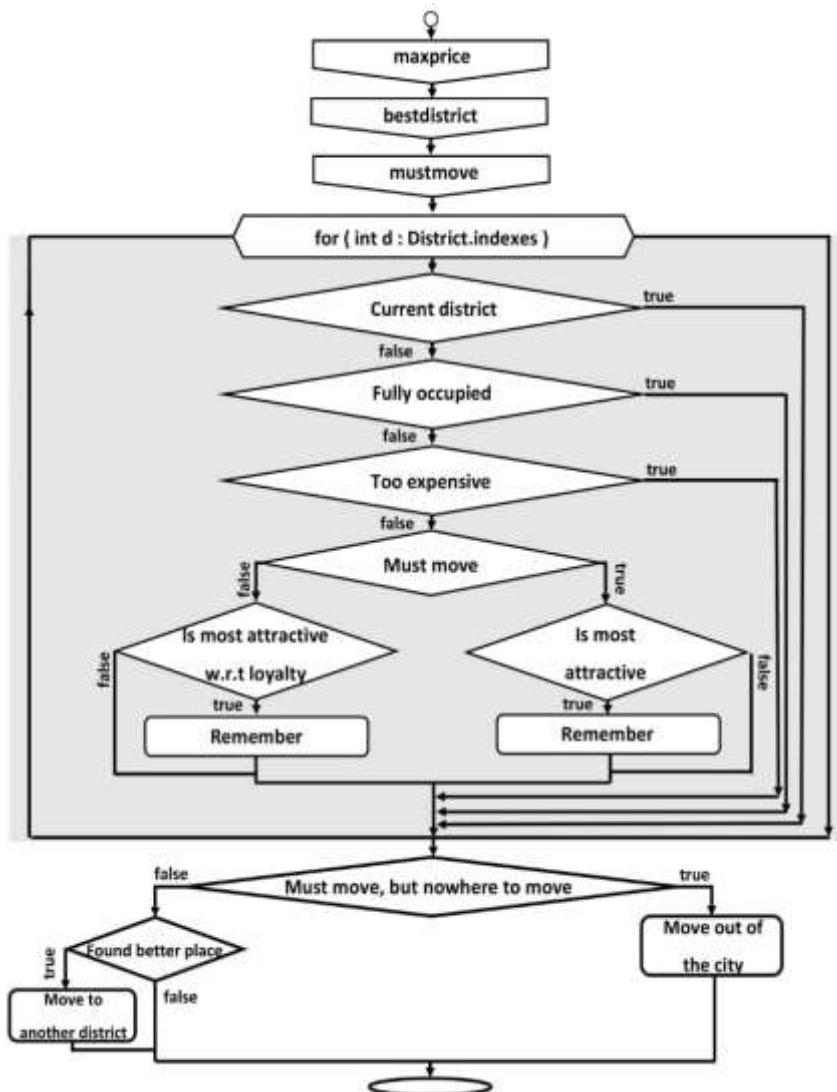 maxprice
bestdistrict
mustmove
for ( int d : District.indexes )
Current district
true
false
Fully occupied
true
false
Too expensive
true
false
Must move
false
true
Is most attractive
w.r.t loyalty
Is most
attractive
false
true
true
false
Remember
Remember
false
true
Must move, but nowhere to move
Found better place
Move out of
the city
true
false
Move to
another district